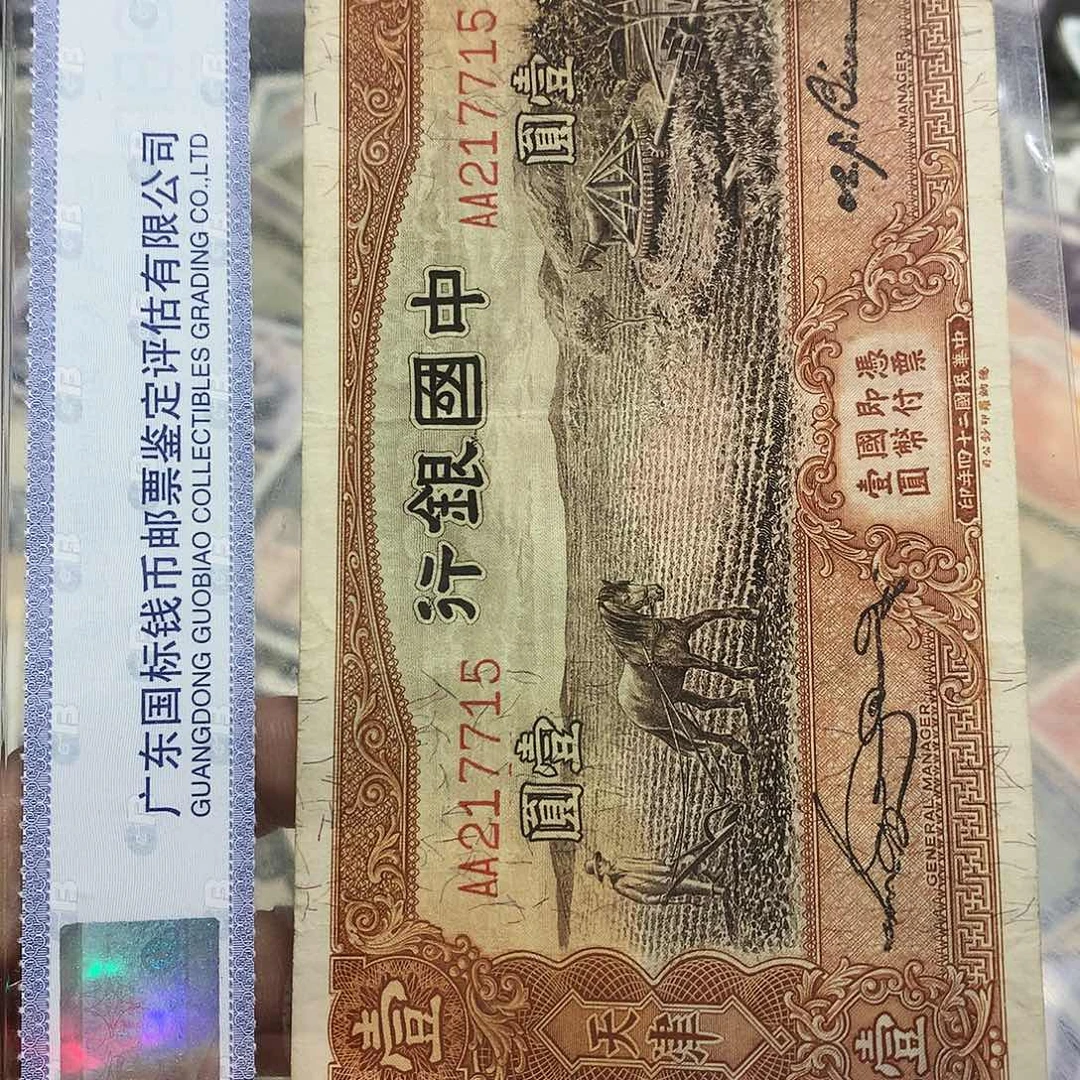 广东国标钱币邮票鉴定评估有限公司
GUANGDONG GUOBIAO COLLECTIBLES GRADING CO.,LTD
行銀國中
AA217715
AA217715
圓壹
圓壹
憑票
即付
國幣
壹圓
中華民國二十四年印
GENERAL MANAGER
MANAGER
壹
天津
壹